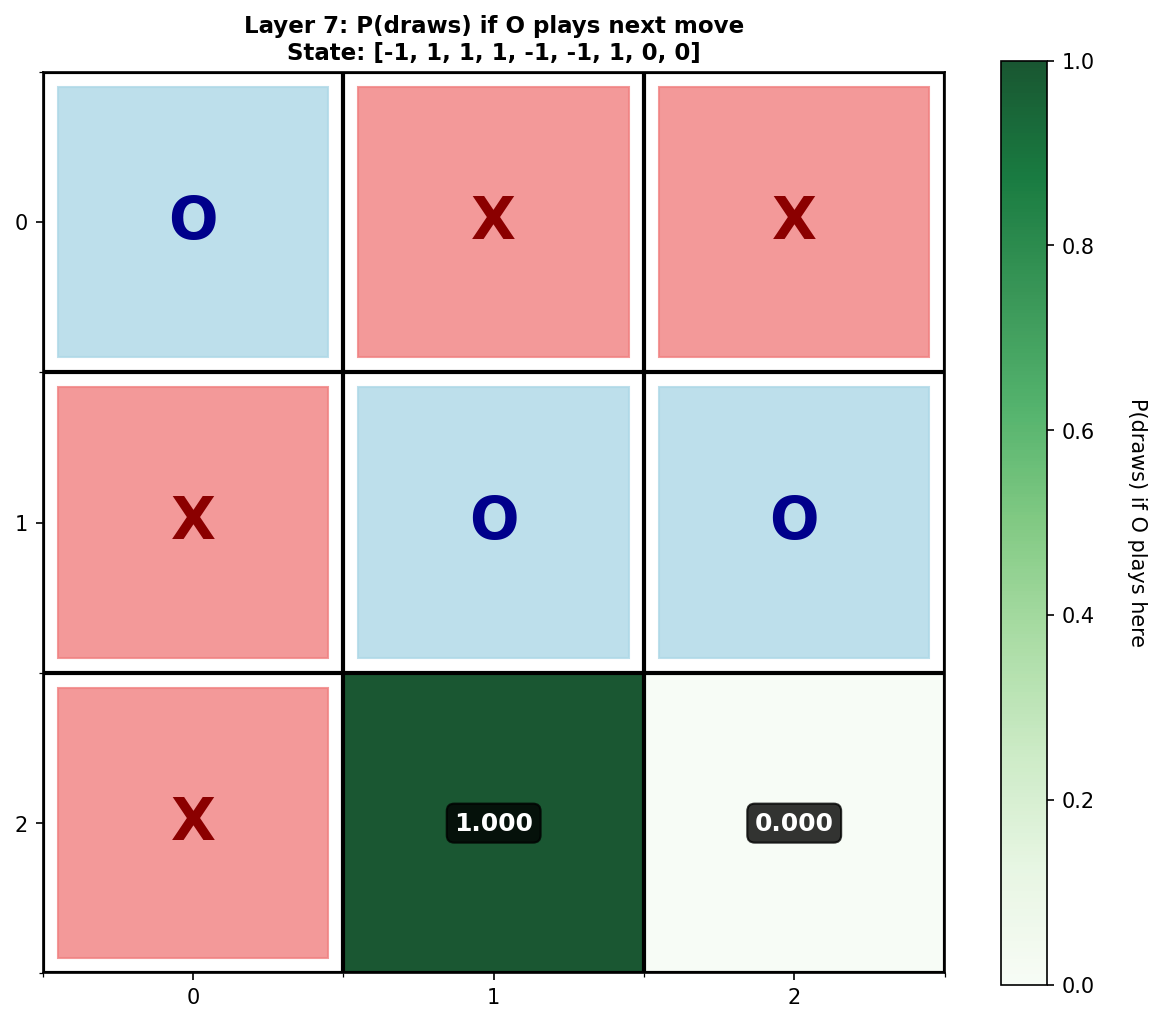 Layer 7: P(draws) if O plays next move
State: [-1, 1, 1, 1, -1, -1, 1, 0, 0]
0
O
X
X
1
X
O
O
2
X
1.000
0.000
0
1
2
1.0
0.8
0.6
0.4
0.2
0.0
P(draws) if O plays here